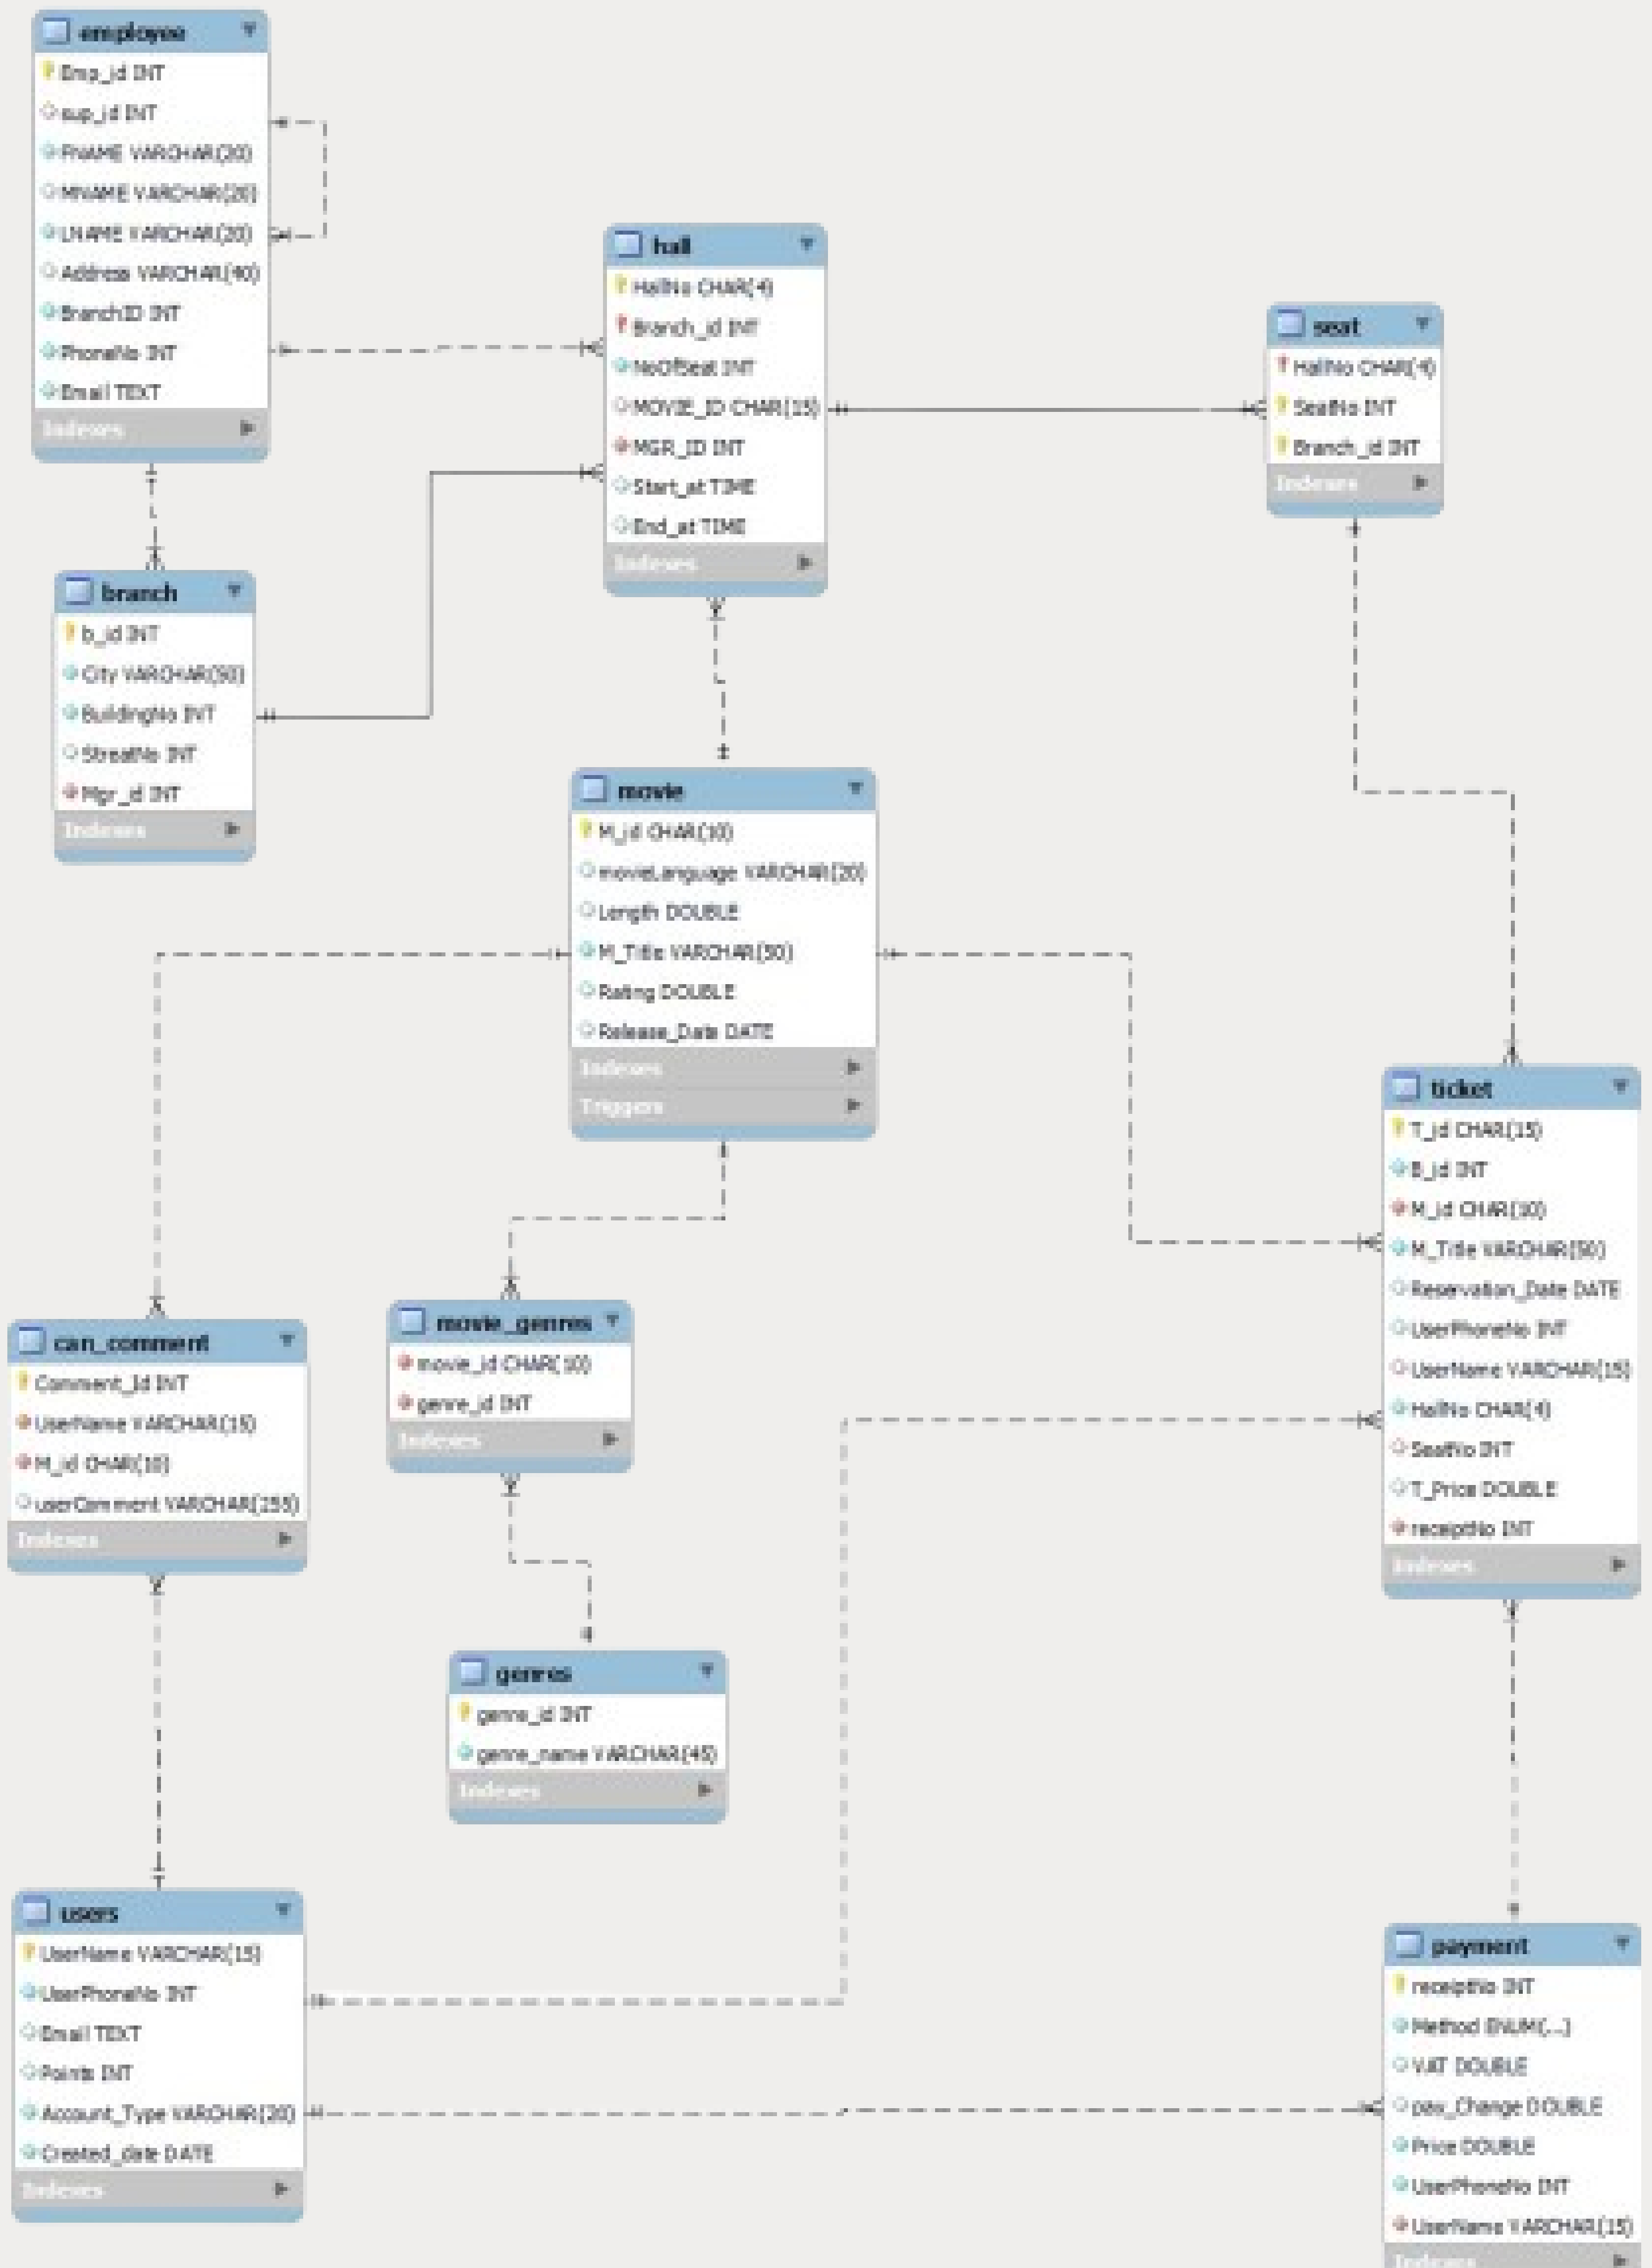 employee
Emp_id INT
sup_id INT
FNAME VARCHAR(20)
MNAME VARCHAR(20)
LNAME VARCHAR(20)
Address VARCHAR(40)
BranchID INT
PhoneNo INT
Email TEXT
Indexes
hall
HallNo CHAR(4)
Branch_id INT
NoOfSeat INT
MOVIE_ID CHAR(15)
MGR_ID INT
Start_at TIME
End_at TIME
Indexes
seat
HallNo CHAR(4)
SeatNo INT
Branch_id INT
Indexes
branch
b_id INT
City VARCHAR(50)
BuildingNo INT
StreatNo INT
Mgr_id INT
Indexes
movie
M_id CHAR(10)
movieLanguage VARCHAR(20)
Length DOUBLE
M_Title VARCHAR(50)
Rating DOUBLE
Release_Date DATE
Indexes
Triggers
ticket
T_id CHAR(15)
B_id INT
M_id CHAR(10)
M_Title VARCHAR(50)
Reservation_Date DATE
UserPhoneNo INT
UserName VARCHAR(15)
HallNo CHAR(4)
SeatNo INT
T_Price DOUBLE
receiptNo INT
Indexes
can_comment
Comment_Id INT
UserName VARCHAR(15)
M_id CHAR(10)
userComment VARCHAR(255)
Indexes
movie_genres
movie_id CHAR(10)
genre_id INT
Indexes
genres
genre_id INT
genre_name VARCHAR(45)
Indexes
users
UserName VARCHAR(15)
UserPhoneNo INT
Email TEXT
Points INT
Account_Type VARCHAR(20)
Created_date DATE
Indexes
payment
receiptNo INT
Method ENUM(...)
VAT DOUBLE
pay_Change DOUBLE
Price DOUBLE
UserPhoneNo INT
UserName VARCHAR(15)
Indexes